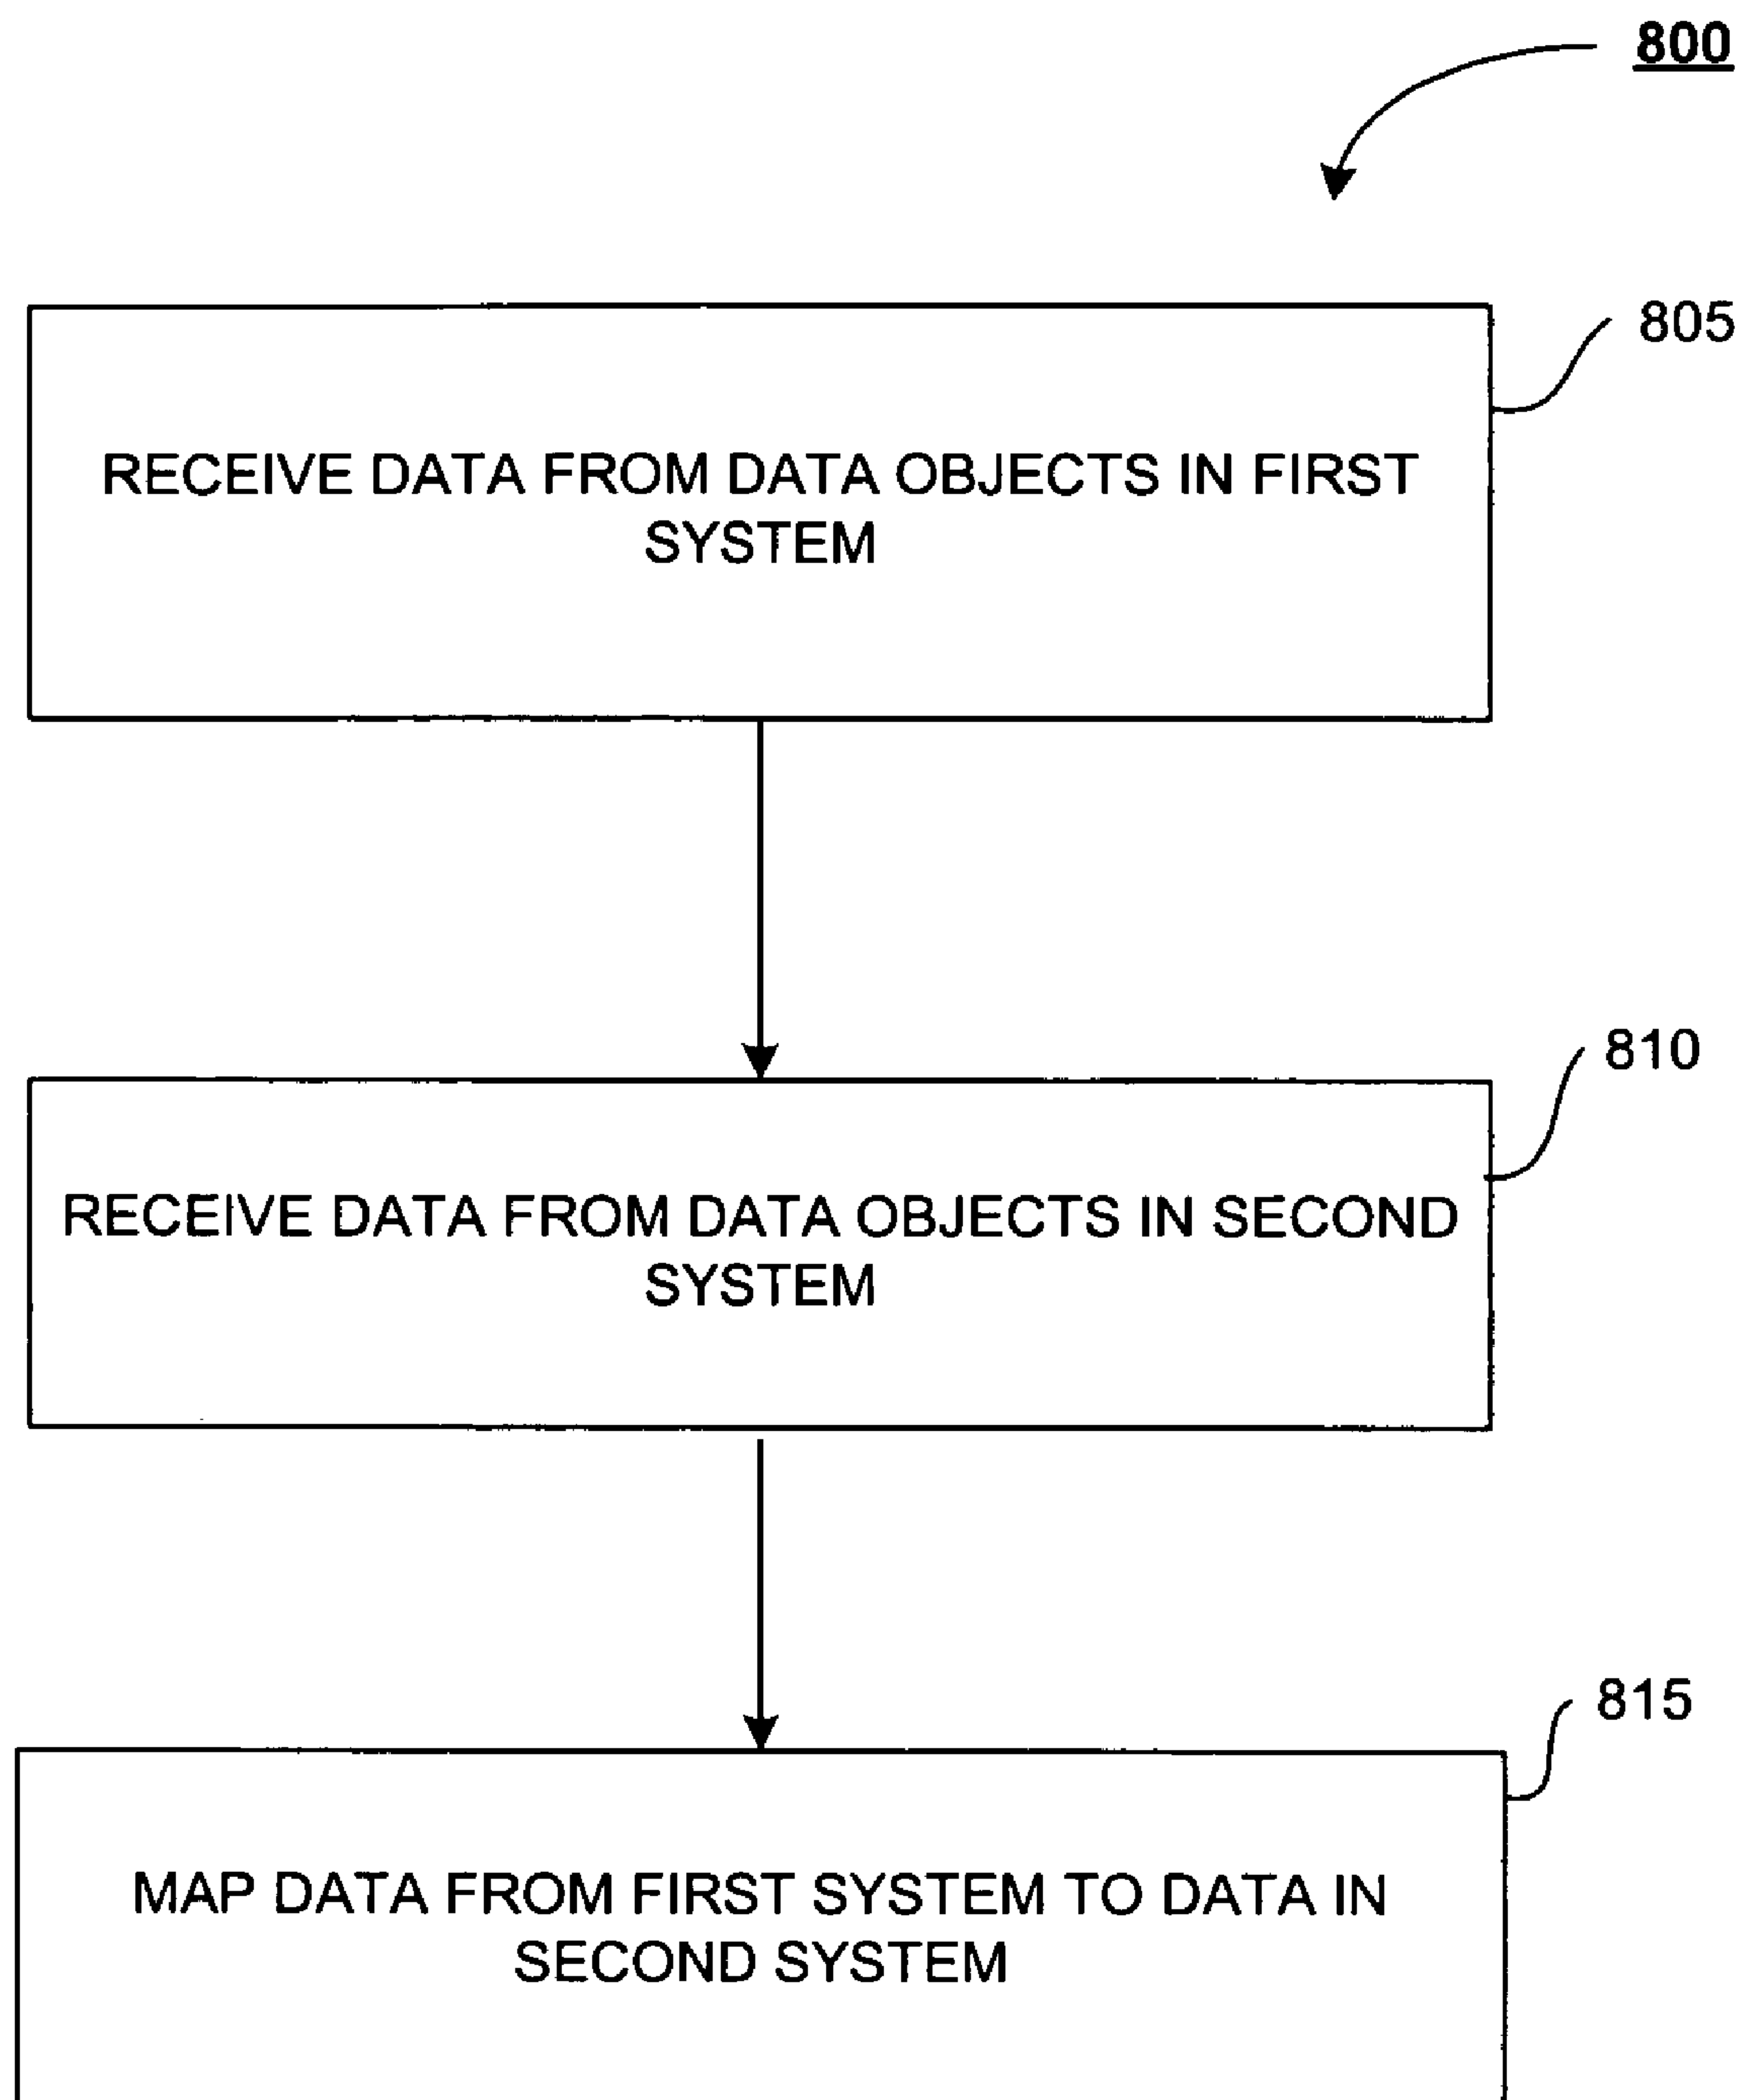 800
805
RECEIVE DATA FROM DATA OBJECTS IN FIRST
SYSTEM
810
RECEIVE DATA FROM DATA OBJECTS IN SECOND
SYSTEM
815
MAP DATA FROM FIRST SYSTEM TO DATA IN
SECOND SYSTEM